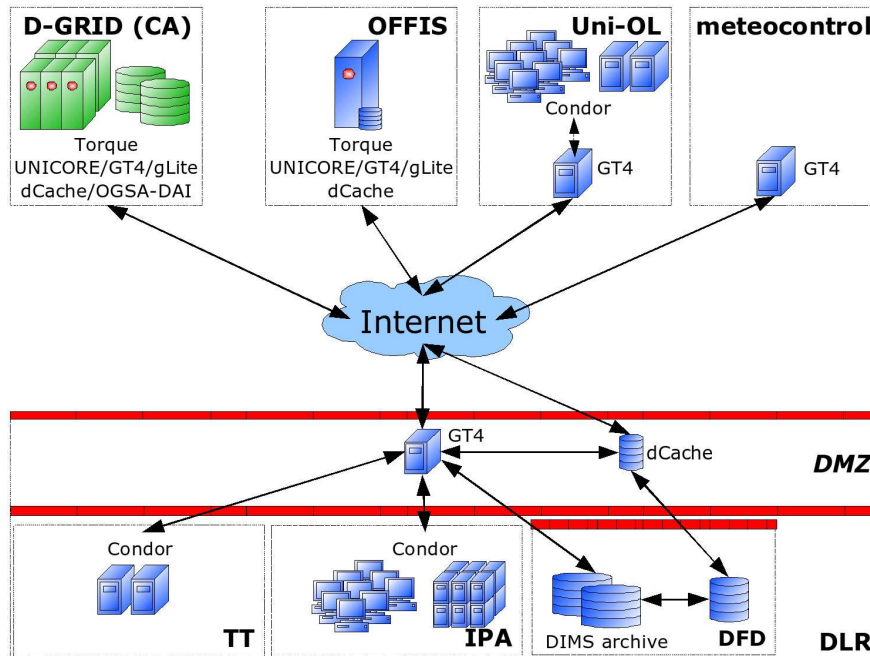 D-GRID (CA)
Torque
UNICORE/GT4/gLite
dCache/OGSA-DAI
OFFIS
Torque
UNICORE/GT4/gLite
dCache
Uni-OL
Condor
GT4
meteocontrol
GT4
Internet
GT4
dCache
DMZ
Condor
TT
Condor
IPA
DIMS archive
DFD
DLR